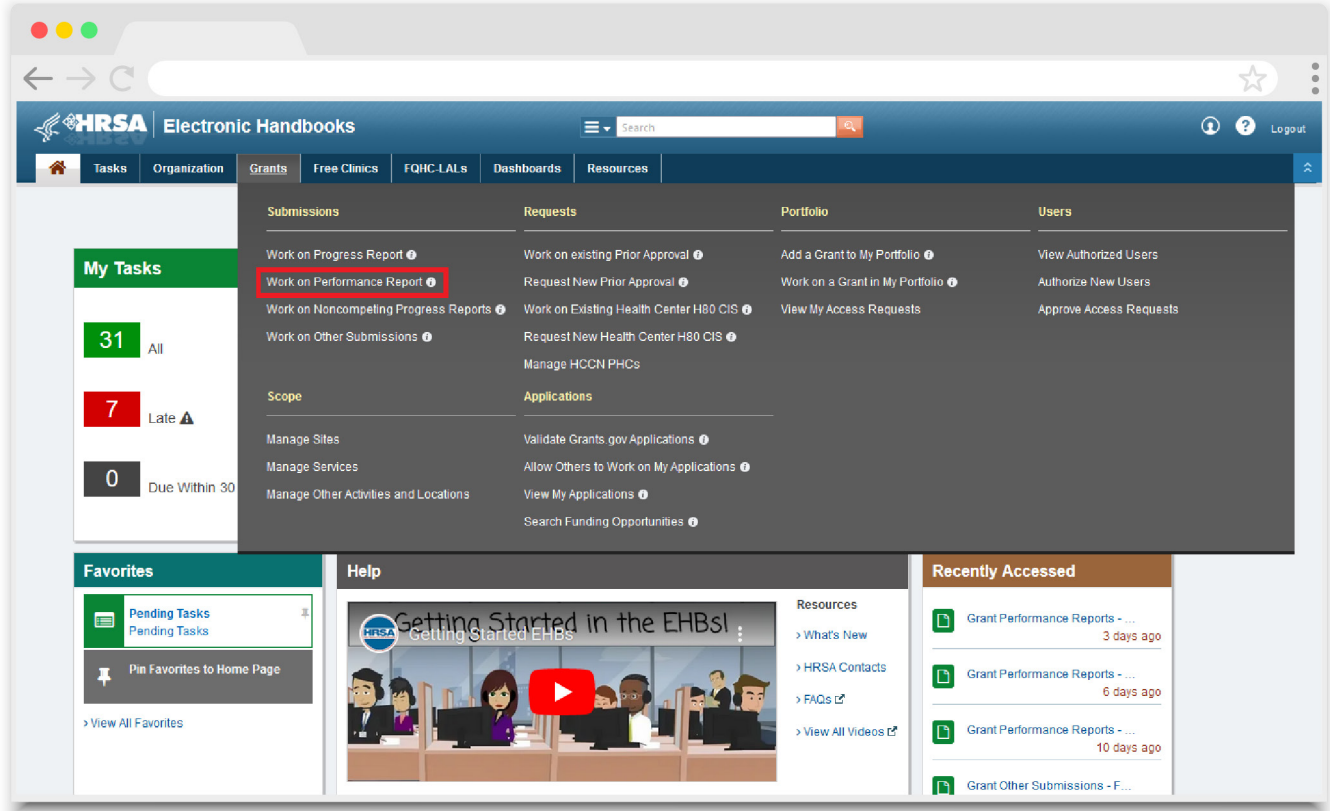 HRSA Electronic Handbooks
Search
Logout
Tasks Organization Grants Free Clinics FQHC-LALs Dashboards Resources
Submissions
Work on Progress Report
Work on Performance Report
Work on Noncompeting Progress Reports
Work on Other Submissions
Requests
Work on existing Prior Approval
Request New Prior Approval
Work on Existing Health Center H80 CIS
Request New Health Center H80 CIS
Manage HCCN PHCs
Portfolio
Add a Grant to My Portfolio
Work on a Grant in My Portfolio
View My Access Requests
Users
View Authorized Users
Authorize New Users
Approve Access Requests
Scope
Manage Sites
Manage Services
Manage Other Activities and Locations
Applications
Validate Grants.gov Applications
Allow Others to Work on My Applications
View My Applications
Search Funding Opportunities
My Tasks
31 All
7 Late
0 Due Within 30
Favorites
Pending Tasks
Pending Tasks
Pin Favorites to Home Page
› View All Favorites
Help
Getting Started in the EHBs!
HRSA Getting Started EHBs
Resources
› What's New
› HRSA Contacts
› FAQs
› View All Videos
Recently Accessed
Grant Performance Reports - ...
3 days ago
Grant Performance Reports - ...
6 days ago
Grant Performance Reports - ...
10 days ago
Grant Other Submissions - F...